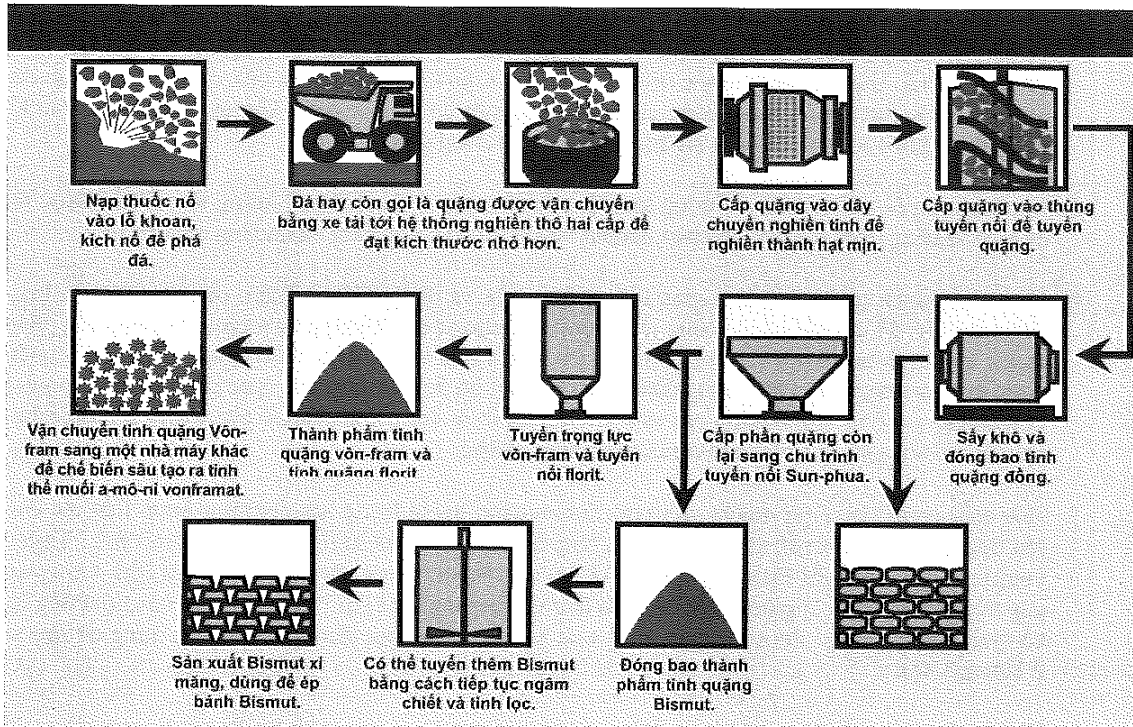 Nạp thuốc nổ
vào lỗ khoan,
kích nổ để phá
đá.
Đá hay còn gọi là quặng được vận chuyển
bằng xe tải tới hệ thống nghiền thô hai cấp để
đạt kích thước nhỏ hơn.
Cấp quặng vào dây
chuyền nghiền tinh để
nghiền thành hạt mịn.
Cấp quặng vào thùng
tuyển nổi để tuyển
quặng.
Vận chuyển tinh quặng Vôn-
fram sang một nhà máy khác
để chế biến sâu tạo ra tinh
thể muối a-mô-ni vonframat.
Thành phẩm tinh
quặng vôn-fram và
tinh quặng florit
Tuyển trọng lực
vôn-fram và tuyển
nổi florit.
Cấp phần quặng còn
lại sang chu trình
tuyển nổi Sun-phua.
Sấy khô và
đóng bao tinh
quặng đồng.
Sản xuất Bismut xi
măng, dùng để ép
bánh Bismut.
Có thể tuyển thêm Bismut
bằng cách tiếp tục ngâm
chiết và tinh lọc.
Đóng bao thành
phẩm tinh quặng
Bismut.